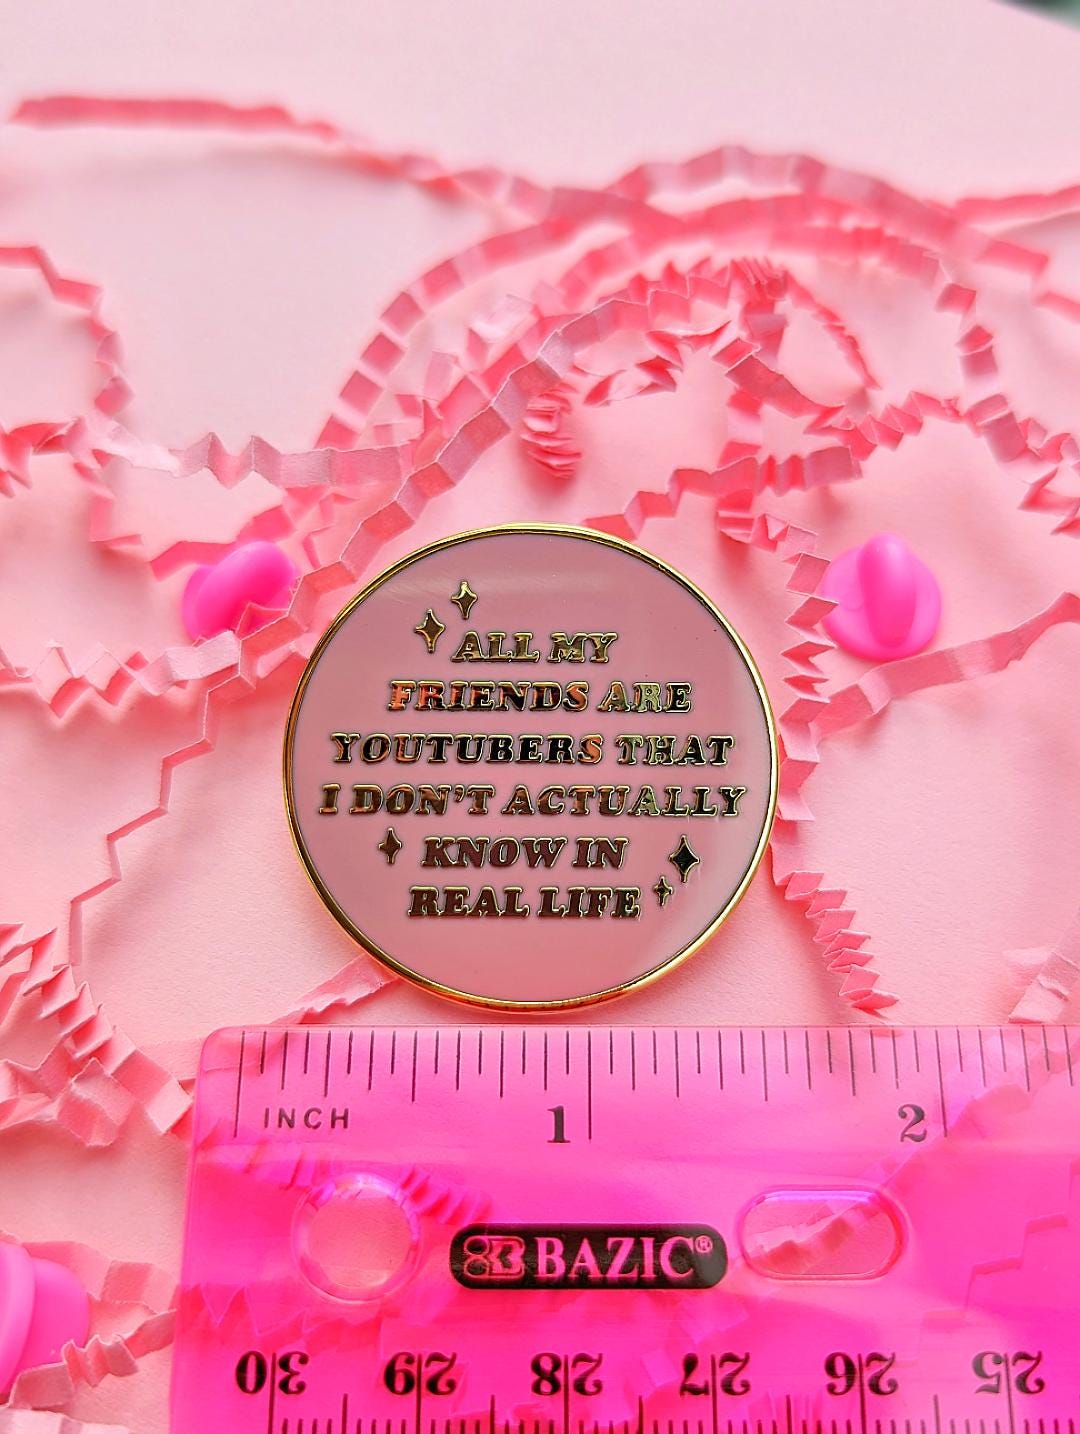 ALL MY
FRIENDS ARE
YOUTUBERS THAT
I DON'T ACTUALLY
KNOW IN
REAL LIFE
INCH
1 2
BAZIC®
30 29 28 27 26 25